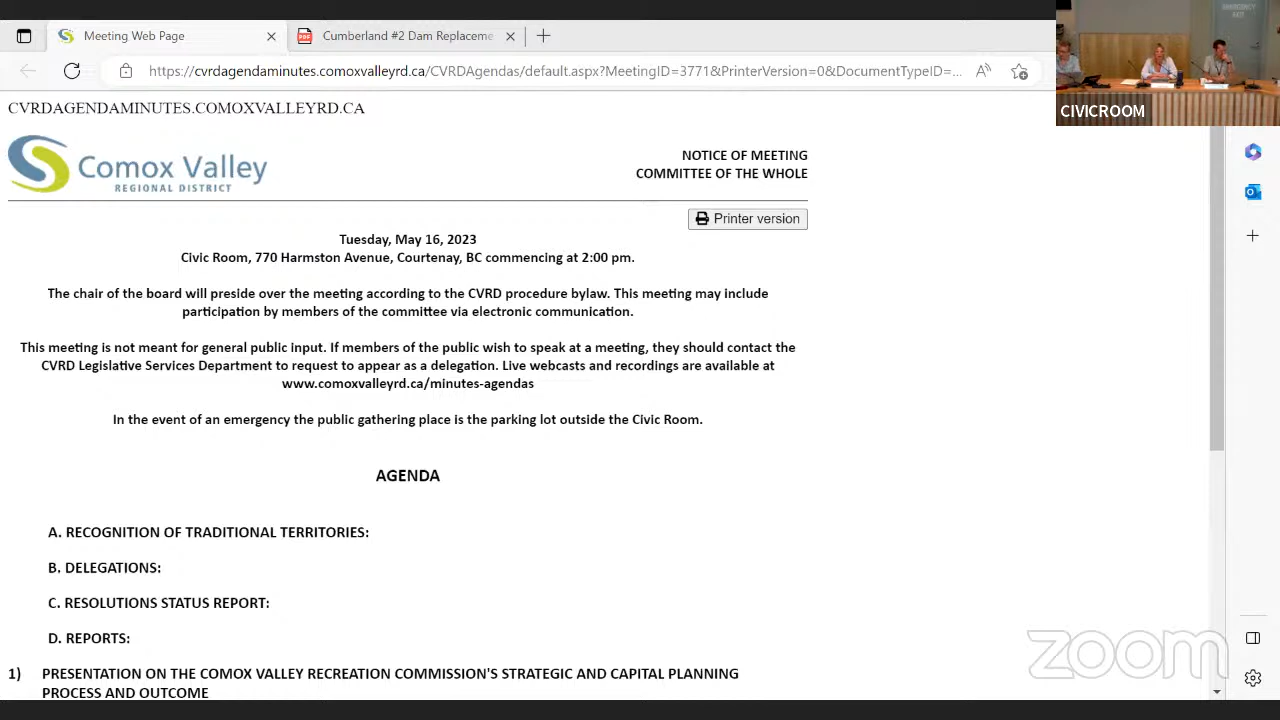 Meeting Web Page
Cumberland #2 Dam Replaceme
https://cvrdagendaminutes.comoxvalleyrd.ca/CVRDAgendas/default.aspx?MeetingID=3771&PrinterVersion=0&DocumentTypeID=...
EMERGENCY
EXIT
CIVICROOM
CVRDAGENDAMINUTES.COMOXVALLEYRD.CA
Comox Valley
REGIONAL DISTRICT
NOTICE OF MEETING
COMMITTEE OF THE WHOLE
Printer version
Tuesday, May 16, 2023
Civic Room, 770 Harmston Avenue, Courtenay, BC commencing at 2:00 pm.
The chair of the board will preside over the meeting according to the CVRD procedure bylaw. This meeting may include
participation by members of the committee via electronic communication.
This meeting is not meant for general public input. If members of the public wish to speak at a meeting, they should contact the
CVRD Legislative Services Department to request to appear as a delegation. Live webcasts and recordings are available at
www.comoxvalleyrd.ca/minutes-agendas
In the event of an emergency the public gathering place is the parking lot outside the Civic Room.
AGENDA
A. RECOGNITION OF TRADITIONAL TERRITORIES:
B. DELEGATIONS:
C. RESOLUTIONS STATUS REPORT:
D. REPORTS:
1) PRESENTATION ON THE COMOX VALLEY RECREATION COMMISSION'S STRATEGIC AND CAPITAL PLANNING
PROCESS AND OUTCOME
zoom